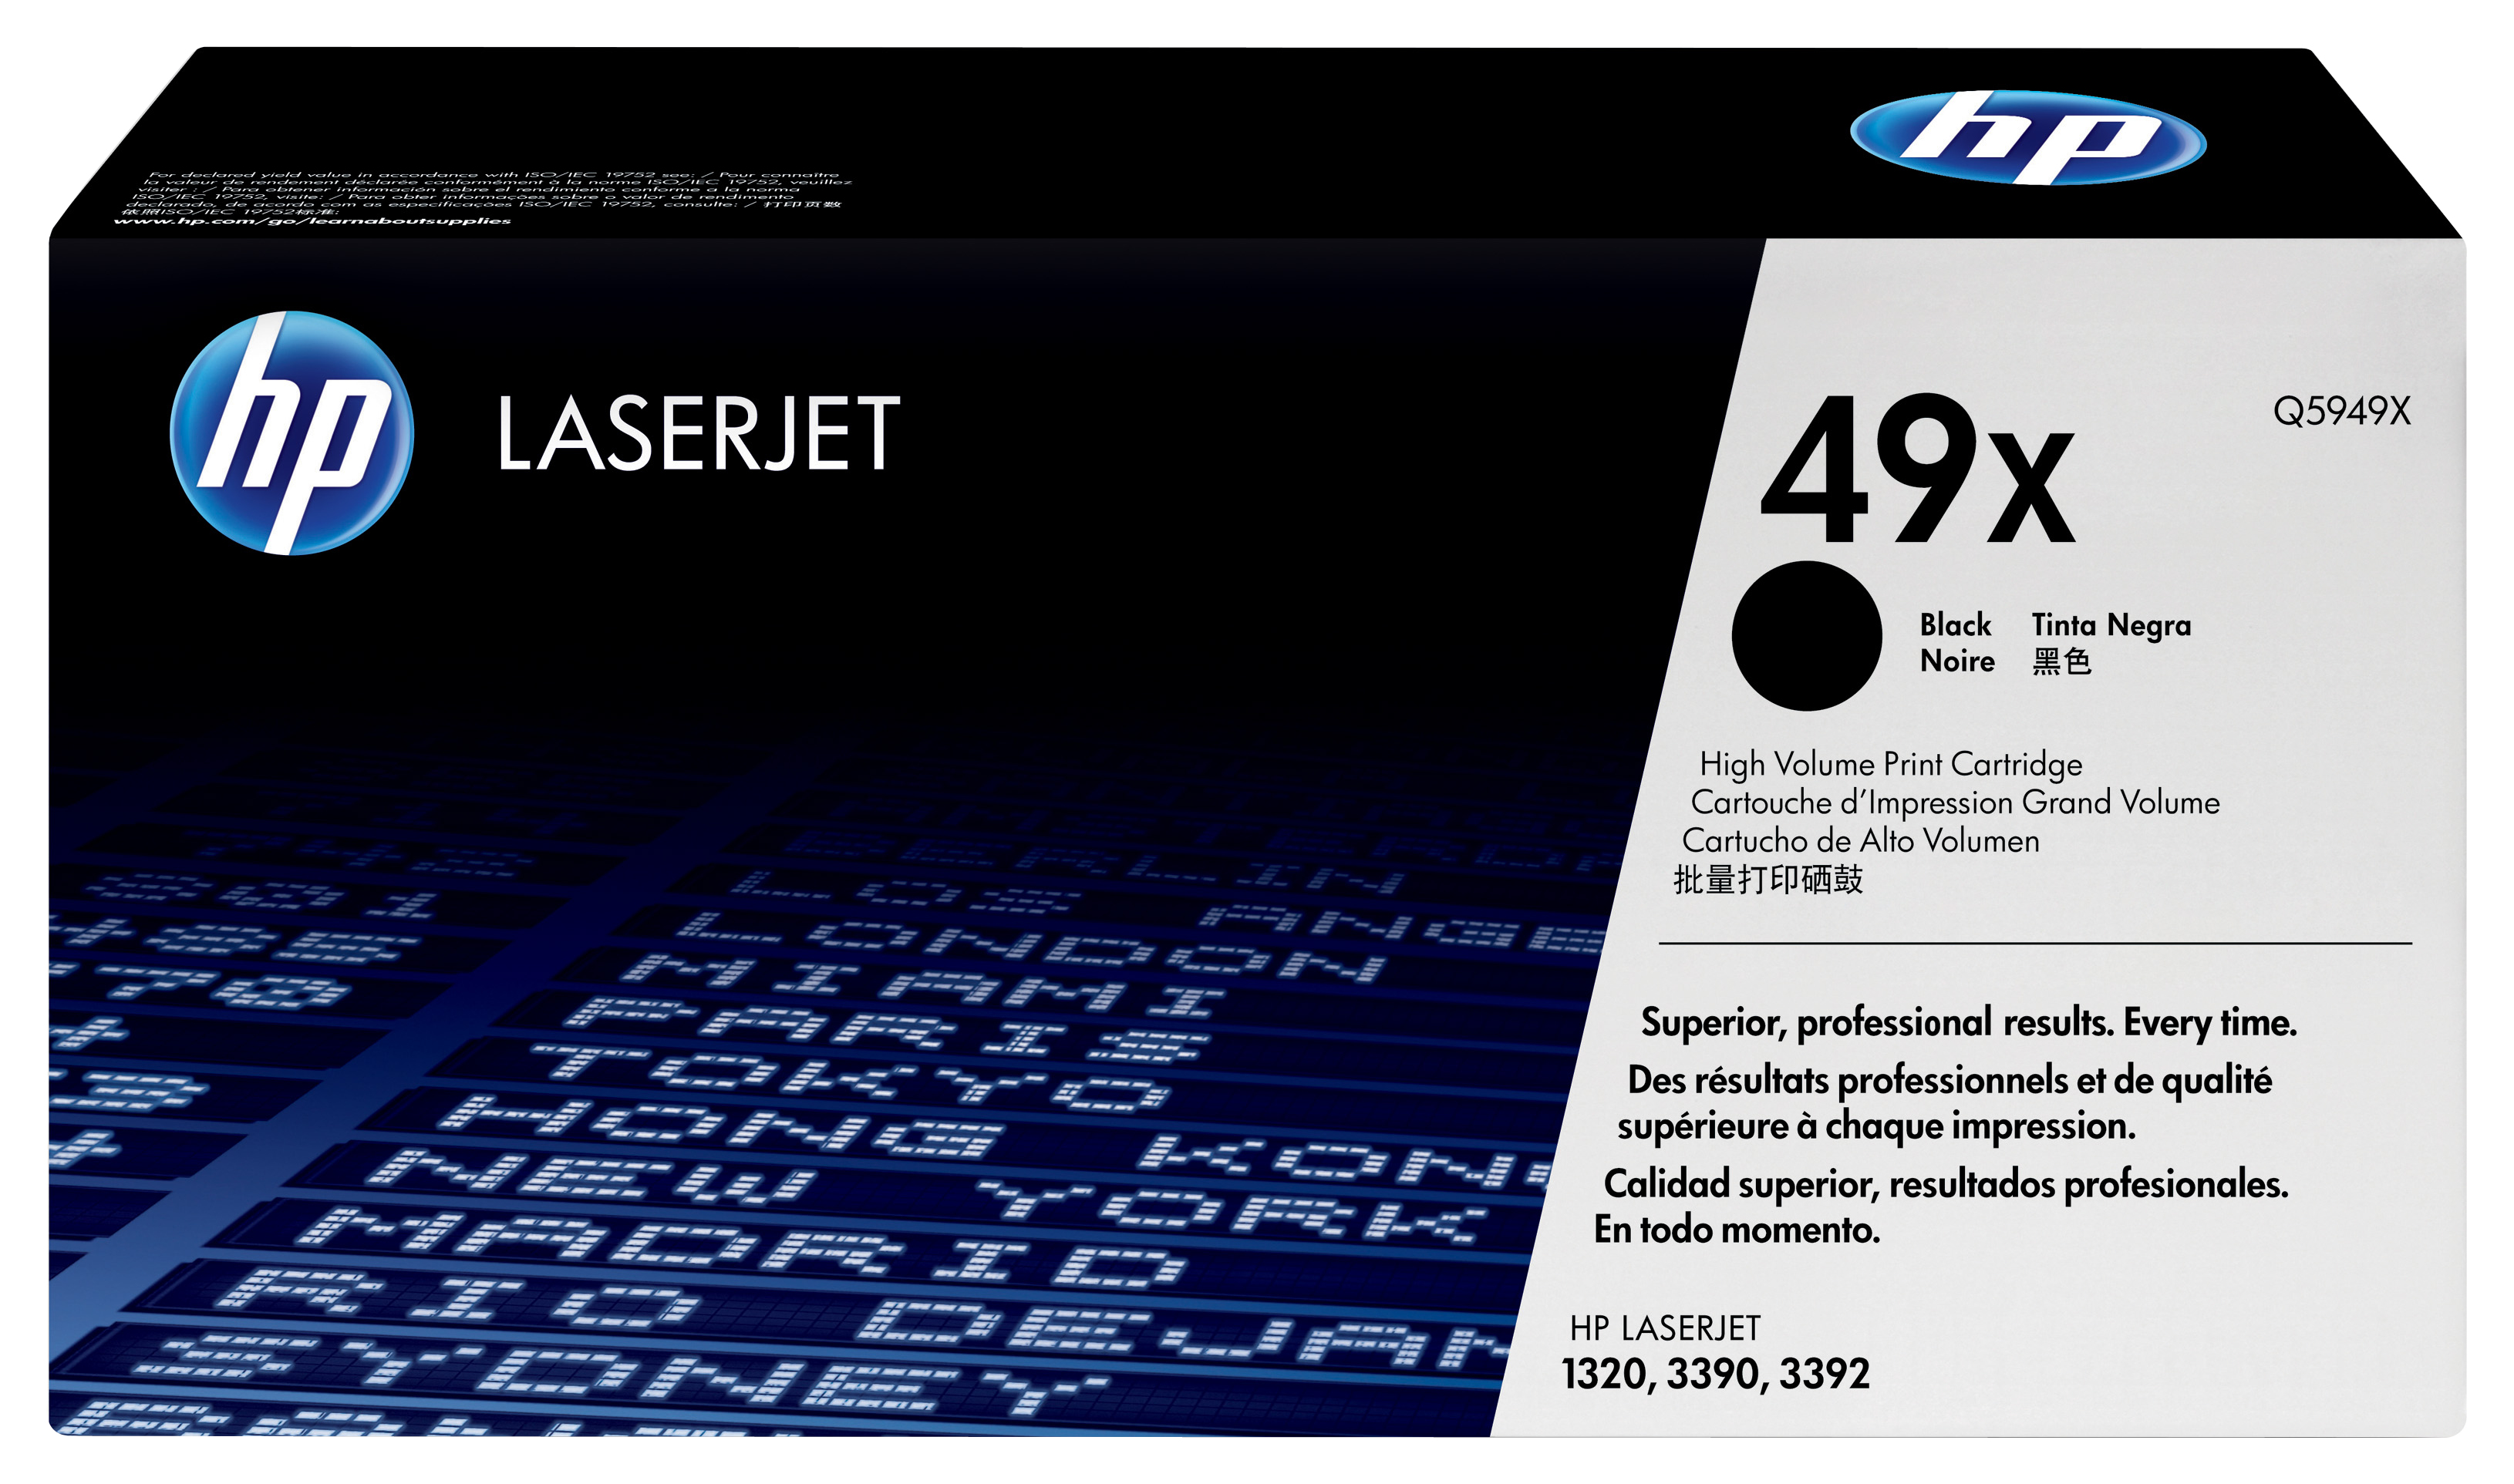 For declared yield value in accordance with ISO/IEC 19752 see: / Pour connaître
la valeur de rendement déclarée conformément à la norme ISO/IEC 19752, veuillez
visiter : / Para obtener información sobre el rendimiento conforme a la norma
ISO/IEC 19752, visite: / Para obter informações sobre o valor de rendimento
declarado, de acordo com as especificações ISO/IEC 19752, consulte: / 打印页数
依照ISO/IEC 19752标准:
www.hp.com/go/learnaboutsupplies
hp
hp
LASERJET
49X
Q5949X
Black Tinta Negra
Noire 黑色
High Volume Print Cartridge
Cartouche d'Impression Grand Volume
Cartucho de Alto Volumen
批量打印硒鼓
Superior, professional results. Every time.
Des résultats professionnels et de qualité
supérieure à chaque impression.
Calidad superior, resultados profesionales.
En todo momento.
HP LASERJET
1320, 3390, 3392
BERLIN
LOS ANGE
LONDON
MIAMI
PARIS
TOKYO
HONG KON
NEW YORK
MADRID
RIO DEJAN
SYDNEY